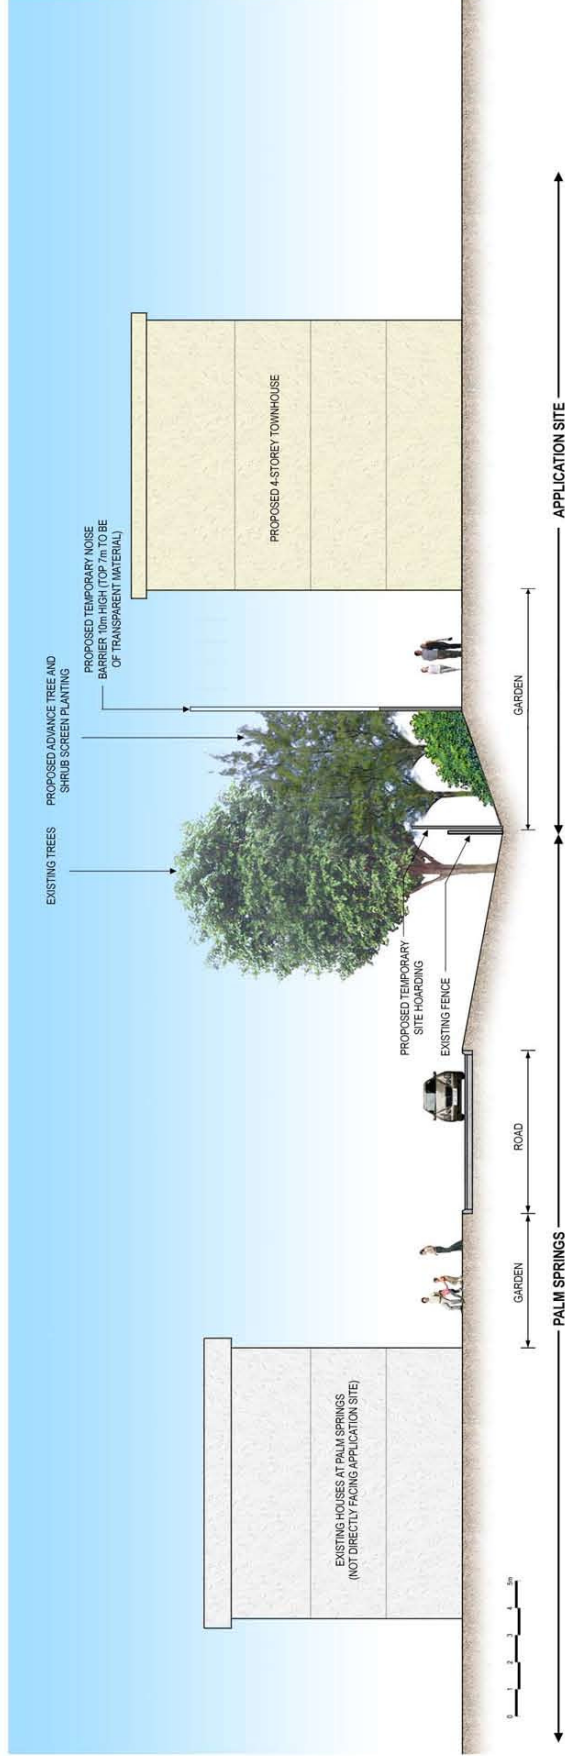 EXISTING TREES
PROPOSED ADVANCE TREE AND
SHRUB SCREEN PLANTING
PROPOSED TEMPORARY NOISE
BARRIER 10m HIGH (TOP 7m TO BE
OF TRANSPARENT MATERIAL)
EXISTING HOUSES AT PALM SPRINGS
(NOT DIRECTLY FACING APPLICATION SITE)
PROPOSED TEMPORARY
SITE HOARDING
EXISTING FENCE
PROPOSED 4-STOREY TOWNHOUSE
GARDEN
ROAD
GARDEN
0 1 2 3 4 5m
PALM SPRINGS
APPLICATION SITE